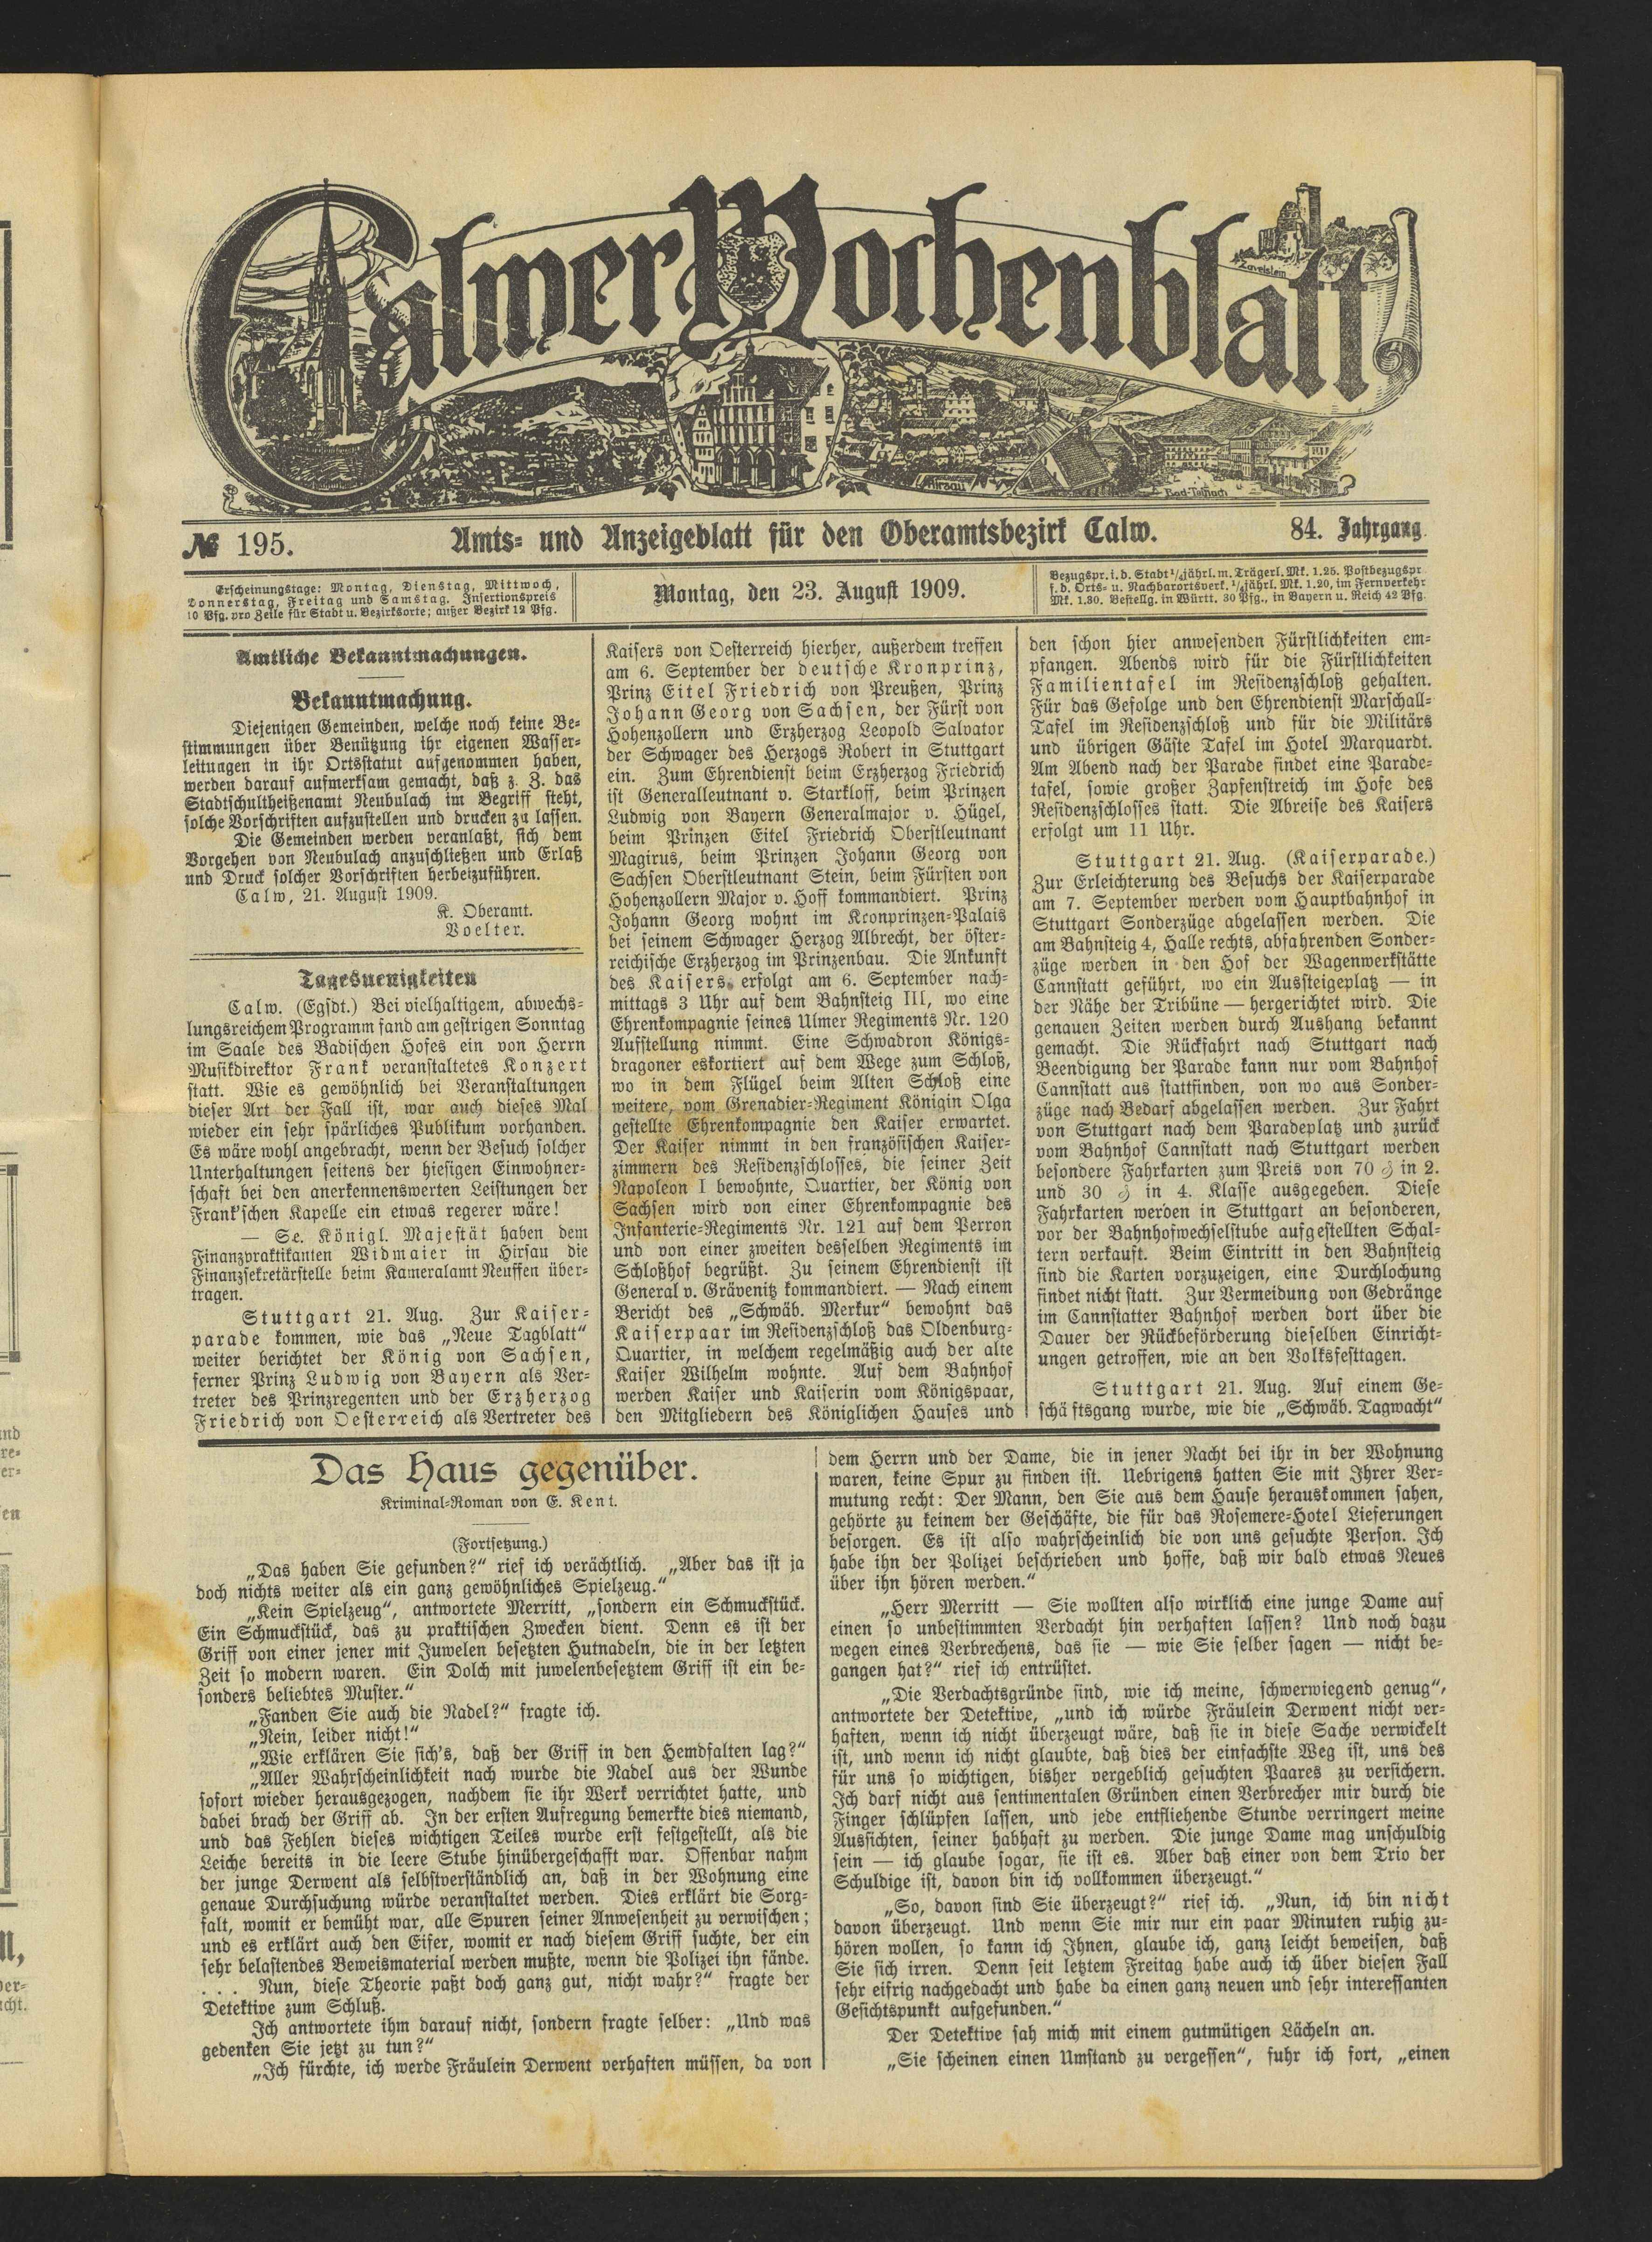 Calwer Wochenblatt
Zavelstein
Hirsau
Bad-Teinach
№ 195.
Amts- und Anzeigeblatt für den Oberamtsbezirk Calw.
84. Jahrgang.
Erscheinungstage: Montag, Dienstag, Mittwoch,
Donnerstag, Freitag und Samstag. Insertionspreis
10 Pfg. pro Zeile für Stadt u. Bezirksorte; außer Bezirk 12 Pfg.
Montag, den 23. August 1909.
Bezugspr. i. d. Stadt ¼jährl. m. Trägerl. Mk. 1.25. Postbezugspr.
f. d. Orts- u. Nachbarortsverk. ¼jährl. Mk. 1.20, im Fernverkehr
Mk. 1.30. Bestellg. in Württ. 30 Pfg., in Bayern u. Reich 42 Pfg.
Amtliche Bekanntmachungen.
Bekanntmachung.
Diejenigen Gemeinden, welche noch keine Be-
stimmungen über Benützung ihr eigenen Wasser-
leitungen in ihr Ortsstatut aufgenommen haben,
werden darauf aufmerksam gemacht, daß z. Z. das
Stadtschultheißenamt Neubulach im Begriff steht,
solche Vorschriften aufzustellen und drucken zu lassen.
Die Gemeinden werden veranlaßt, sich dem
Vorgehen von Neubulach anzuschließen und Erlaß
und Druck solcher Vorschriften herbeizuführen.
Calw, 21. August 1909.
K. Oberamt.
Voelter.
Tagesneuigkeiten
Calw. (Egsdt.) Bei vielhaltigem, abwechs-
lungsreichem Programm fand am gestrigen Sonntag
im Saale des Badischen Hofes ein von Herrn
Musikdirektor Frank veranstaltetes Konzert
statt. Wie es gewöhnlich bei Veranstaltungen
dieser Art der Fall ist, war auch dieses Mal
wieder ein sehr spärliches Publikum vorhanden.
Es wäre wohl angebracht, wenn der Besuch solcher
Unterhaltungen seitens der hiesigen Einwohner-
schaft bei den anerkennenswerten Leistungen der
Frank'schen Kapelle ein etwas regerer wäre!
— Se. Königl. Majestät haben dem
Finanzpraktikanten Widmaier in Hirsau die
Finanzsekretärstelle beim Kameralamt Neuffen über-
tragen.
Stuttgart 21. Aug. Zur Kaiser-
parade kommen, wie das „Neue Tagblatt“
weiter berichtet der König von Sachsen,
ferner Prinz Ludwig von Bayern als Ver-
treter des Prinzregenten und der Erzherzog
Friedrich von Oesterreich als Vertreter des
Kaisers von Oesterreich hierher, außerdem treffen
am 6. September der deutsche Kronprinz,
Prinz Eitel Friedrich von Preußen, Prinz
Johann Georg von Sachsen, der Fürst von
Hohenzollern und Erzherzog Leopold Salvator
der Schwager des Herzogs Robert in Stuttgart
ein. Zum Ehrendienst beim Erzherzog Friedrich
ist Generalleutnant v. Starkloff, beim Prinzen
Ludwig von Bayern Generalmajor v. Hügel,
beim Prinzen Eitel Friedrich Oberstleutnant
Magirus, beim Prinzen Johann Georg von
Sachsen Oberstleutnant Stein, beim Fürsten von
Hohenzollern Major v. Hoff kommandiert. Prinz
Johann Georg wohnt im Kronprinzen-Palais
bei seinem Schwager Herzog Albrecht, der öster-
reichische Erzherzog im Prinzenbau. Die Ankunft
des Kaisers erfolgt am 6. September nach-
mittags 3 Uhr auf dem Bahnsteig III, wo eine
Ehrenkompagnie seines Ulmer Regiments Nr. 120
Aufstellung nimmt. Eine Schwadron Königs-
dragoner eskortiert auf dem Wege zum Schloß,
wo in dem Flügel beim Alten Schloß eine
weitere, vom Grenadier-Regiment Königin Olga
gestellte Ehrenkompagnie den Kaiser erwartet.
Der Kaiser nimmt in den französischen Kaiser-
zimmern des Residenzschlosses, die seiner Zeit
Napoleon I bewohnte, Quartier, der König von
Sachsen wird von einer Ehrenkompagnie des
Infanterie-Regiments Nr. 121 auf dem Perron
und von einer zweiten desselben Regiments im
Schloßhof begrüßt. Zu seinem Ehrendienst ist
General v. Grävenitz kommandiert. — Nach einem
Bericht des „Schwäb. Merkur“ bewohnt das
Kaiserpaar im Residenzschloß das Oldenburg-
Quartier, in welchem regelmäßig auch der alte
Kaiser Wilhelm wohnte. Auf dem Bahnhof
werden Kaiser und Kaiserin vom Königspaar,
den Mitgliedern des Königlichen Hauses und
den schon hier anwesenden Fürstlichkeiten em-
pfangen. Abends wird für die Fürstlichkeiten
Familientafel im Residenzschloß gehalten.
Für das Gefolge und den Ehrendienst Marschall-
Tafel im Residenzschloß und für die Militärs
und übrigen Gäste Tafel im Hotel Marquardt.
Am Abend nach der Parade findet eine Parade-
tafel, sowie großer Zapfenstreich im Hofe des
Residenzschlosses statt. Die Abreise des Kaisers
erfolgt um 11 Uhr.
Stuttgart 21. Aug. (Kaiserparade.)
Zur Erleichterung des Besuchs der Kaiserparade
am 7. September werden vom Hauptbahnhof in
Stuttgart Sonderzüge abgelassen werden. Die
am Bahnsteig 4, Halle rechts, abfahrenden Sonder-
züge werden in den Hof der Wagenwerkstätte
Cannstatt geführt, wo ein Aussteigeplatz — in
der Nähe der Tribüne — hergerichtet wird. Die
genauen Zeiten werden durch Aushang bekannt
gemacht. Die Rückfahrt nach Stuttgart nach
Beendigung der Parade kann nur vom Bahnhof
Cannstatt aus stattfinden, von wo aus Sonder-
züge nach Bedarf abgelassen werden. Zur Fahrt
von Stuttgart nach dem Paradeplatz und zurück
vom Bahnhof Cannstatt nach Stuttgart werden
besondere Fahrkarten zum Preis von 70 ₰ in 2.
und 30 ₰ in 4. Klasse ausgegeben. Diese
Fahrkarten werden in Stuttgart an besonderen,
vor der Bahnhofwechselstube aufgestellten Schal-
tern verkauft. Beim Eintritt in den Bahnsteig
sind die Karten vorzuzeigen, eine Durchlochung
findet nicht statt. Zur Vermeidung von Gedränge
im Cannstatter Bahnhof werden dort über die
Dauer der Rückbeförderung dieselben Einricht-
ungen getroffen, wie an den Volksfesttagen.
Stuttgart 21. Aug. Auf einem Ge-
schäftsgang wurde, wie die „Schwäb. Tagwacht“
Das Haus gegenüber.
Kriminal-Roman von E. Kent.
(Fortsetzung.)
„Das haben Sie gefunden?“ rief ich verächtlich. „Aber das ist ja
doch nichts weiter als ein ganz gewöhnliches Spielzeug.“
„Kein Spielzeug“, antwortete Merritt, „sondern ein Schmuckstück.
Ein Schmuckstück, das zu praktischen Zwecken dient. Denn es ist der
Griff von einer jener mit Juwelen besetzten Hutnadeln, die in der letzten
Zeit so modern waren. Ein Dolch mit juwelenbesetztem Griff ist ein be-
sonders beliebtes Muster.“
„Fanden Sie auch die Nadel?“ fragte ich.
„Nein, leider nicht!“
„Wie erklären Sie sich's, daß der Griff in den Hemdfalten lag?“
„Aller Wahrscheinlichkeit nach wurde die Nadel aus der Wunde
sofort wieder herausgezogen, nachdem sie ihr Werk verrichtet hatte, und
dabei brach der Griff ab. In der ersten Aufregung bemerkte dies niemand,
und das Fehlen dieses wichtigen Teiles wurde erst festgestellt, als die
Leiche bereits in die leere Stube hinübergeschafft war. Offenbar nahm
der junge Derwent als selbstverständlich an, daß in der Wohnung eine
genaue Durchsuchung würde veranstaltet werden. Dies erklärt die Sorg-
falt, womit er bemüht war, alle Spuren seiner Anwesenheit zu verwischen;
und es erklärt auch den Eifer, womit er nach diesem Griff suchte, der ein
sehr belastendes Beweismaterial werden mußte, wenn die Polizei ihn fände.
. . . Nun, diese Theorie paßt doch ganz gut, nicht wahr?“ fragte der
Detektive zum Schluß.
Ich antwortete ihm darauf nicht, sondern fragte selber: „Und was
gedenken Sie jetzt zu tun?“
„Ich fürchte, ich werde Fräulein Derwent verhaften müssen, da von
dem Herrn und der Dame, die in jener Nacht bei ihr in der Wohnung
waren, keine Spur zu finden ist. Uebrigens hatten Sie mit Ihrer Ver-
mutung recht: Der Mann, den Sie aus dem Hause herauskommen sahen,
gehörte zu keinem der Geschäfte, die für das Rosemere-Hotel Lieferungen
besorgen. Es ist also wahrscheinlich die von uns gesuchte Person. Ich
habe ihn der Polizei beschrieben und hoffe, daß wir bald etwas Neues
über ihn hören werden.“
„Herr Merritt — Sie wollten also wirklich eine junge Dame auf
einen so unbestimmten Verdacht hin verhaften lassen? Und noch dazu
wegen eines Verbrechens, das sie — wie Sie selber sagen — nicht be-
gangen hat?“ rief ich entrüstet.
„Die Verdachtsgründe sind, wie ich meine, schwerwiegend genug“,
antwortete der Detektive, „und ich würde Fräulein Derwent nicht ver-
haften, wenn ich nicht überzeugt wäre, daß sie in diese Sache verwickelt
ist, und wenn ich nicht glaubte, daß dies der einfachste Weg ist, uns des
für uns so wichtigen, bisher vergeblich gesuchten Paares zu versichern.
Ich darf nicht aus sentimentalen Gründen einen Verbrecher mir durch die
Finger schlüpfen lassen, und jede entfliehende Stunde verringert meine
Aussichten, seiner habhaft zu werden. Die junge Dame mag unschuldig
sein — ich glaube sogar, sie ist es. Aber daß einer von dem Trio der
Schuldige ist, davon bin ich vollkommen überzeugt.“
„So, davon sind Sie überzeugt?“ rief ich. „Nun, ich bin nicht
davon überzeugt. Und wenn Sie mir nur ein paar Minuten ruhig zu-
hören wollen, so kann ich Ihnen, glaube ich, ganz leicht beweisen, daß
Sie sich irren. Denn seit letztem Freitag habe auch ich über diesen Fall
sehr eifrig nachgedacht und habe da einen ganz neuen und sehr interessanten
Gesichtspunkt aufgefunden.“
Der Detektive sah mich mit einem gutmütigen Lächeln an.
„Sie scheinen einen Umstand zu vergessen“, fuhr ich fort, „einen